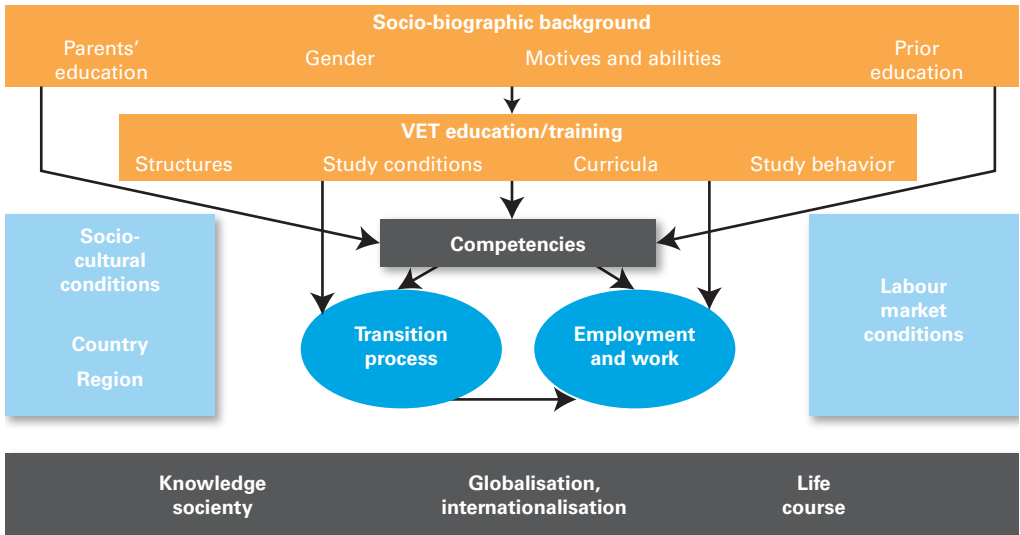 Socio-biographic background
Parents’
education
Gender
Motives and abilities
Prior
education
VET education/training
Structures
Study conditions
Curricula
Study behavior
Socio-
cultural
conditions
Country
Region
Competencies
Transition
process
Employment
and work
Labour
market
conditions
Knowledge
socienty
Globalisation,
internationalisation
Life
course